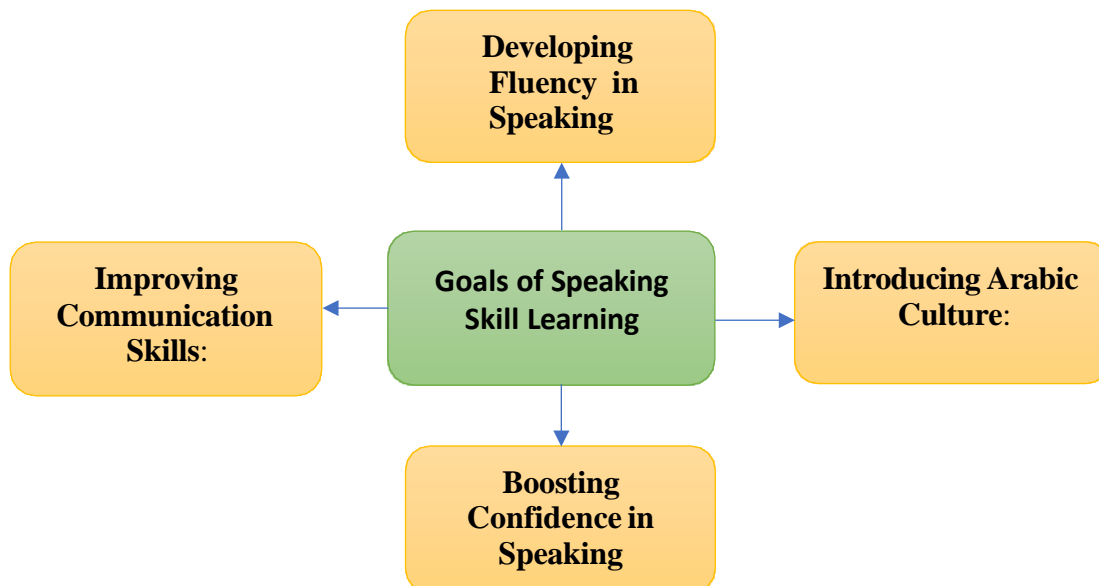 Developing
Fluency in
Speaking
Improving
Communication
Skills:
Goals of Speaking
Skill Learning
Introducing Arabic
Culture:
Boosting
Confidence in
Speaking